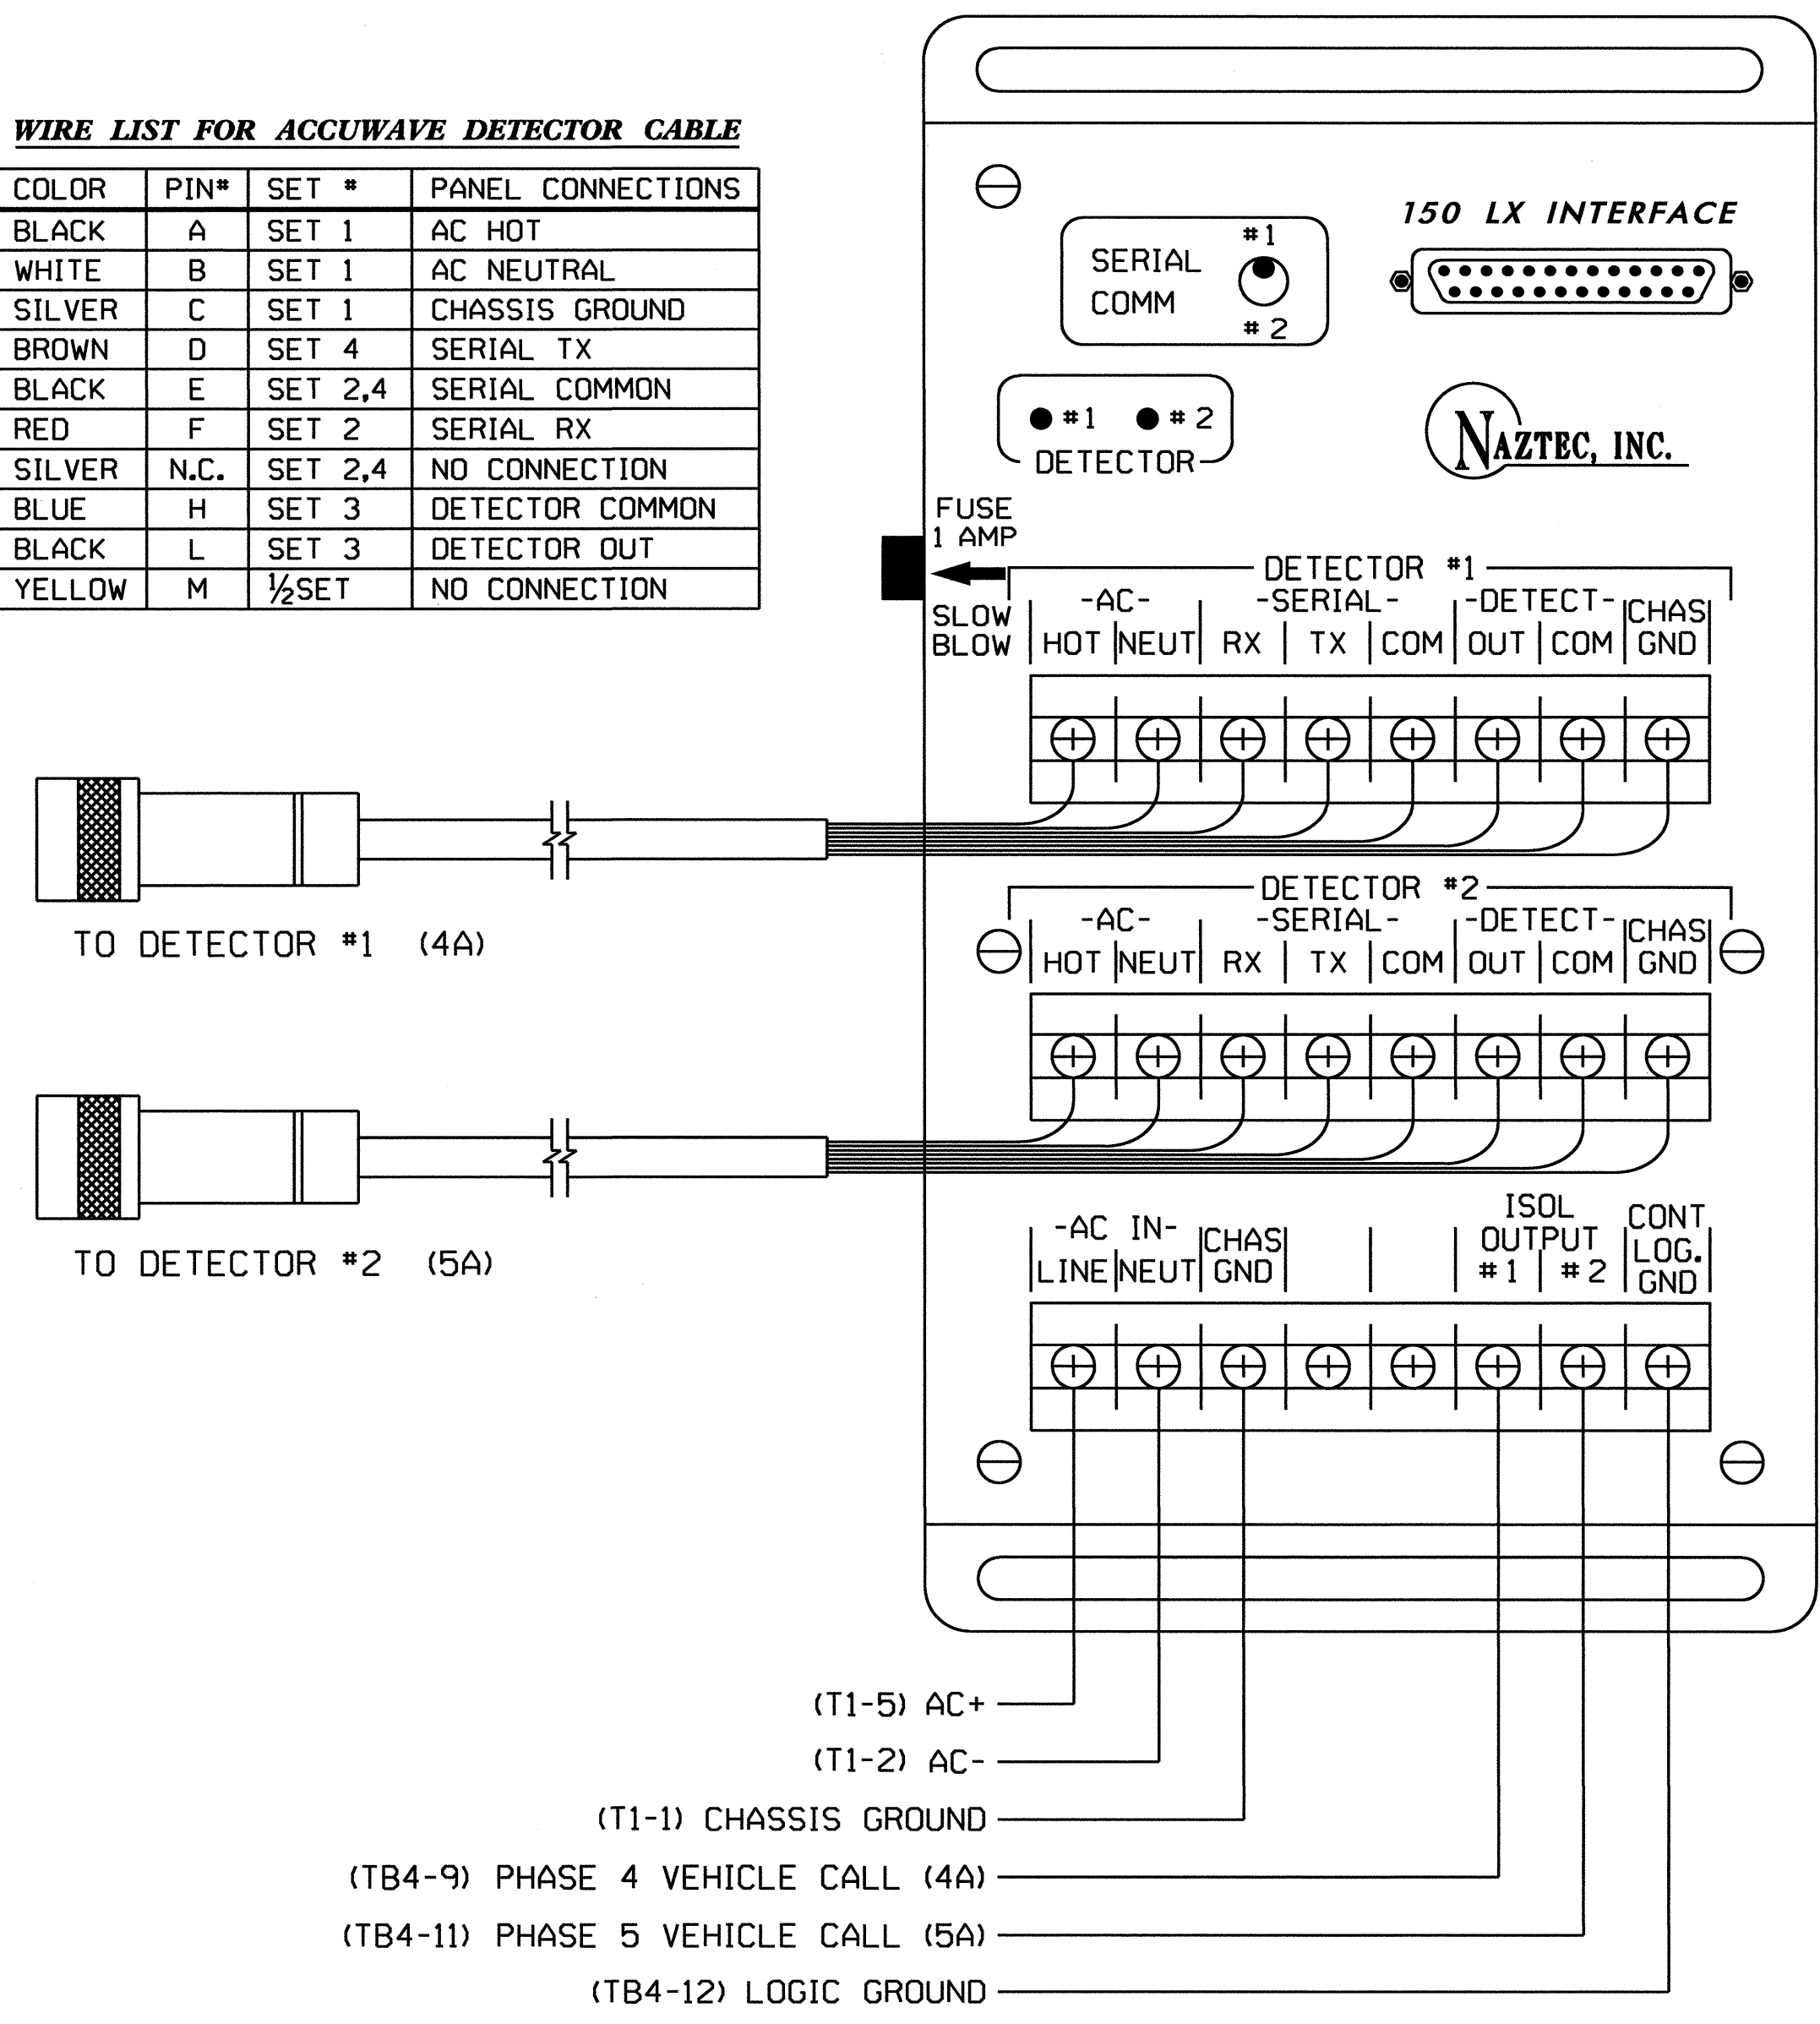 WIRE LIST FOR ACCUWAVE DETECTOR CABLE
COLOR PIN# SET # PANEL CONNECTIONS
BLACK A SET 1 AC HOT
WHITE B SET 1 AC NEUTRAL
SILVER C SET 1 CHASSIS GROUND
BROWN D SET 4 SERIAL TX
BLACK E SET 2,4 SERIAL COMMON
RED F SET 2 SERIAL RX
SILVER N.C. SET 2,4 NO CONNECTION
BLUE H SET 3 DETECTOR COMMON
BLACK L SET 3 DETECTOR OUT
YELLOW M ½SET NO CONNECTION
150 LX INTERFACE
SERIAL COMM
#1
#2
#1 #2
DETECTOR
NAZTEC, INC.
FUSE
1 AMP
SLOW
BLOW
DETECTOR #1
-AC- -SERIAL- -DETECT- CHAS
HOT NEUT RX TX COM OUT COM GND
TO DETECTOR #1 (4A)
DETECTOR #2
-AC- -SERIAL- -DETECT- CHAS
HOT NEUT RX TX COM OUT COM GND
TO DETECTOR #2 (5A)
-AC IN- CHAS ISOL OUTPUT CONT LOG.
LINE NEUT GND #1 #2 GND
(T1-5) AC+
(T1-2) AC-
(T1-1) CHASSIS GROUND
(TB4-9) PHASE 4 VEHICLE CALL (4A)
(TB4-11) PHASE 5 VEHICLE CALL (5A)
(TB4-12) LOGIC GROUND